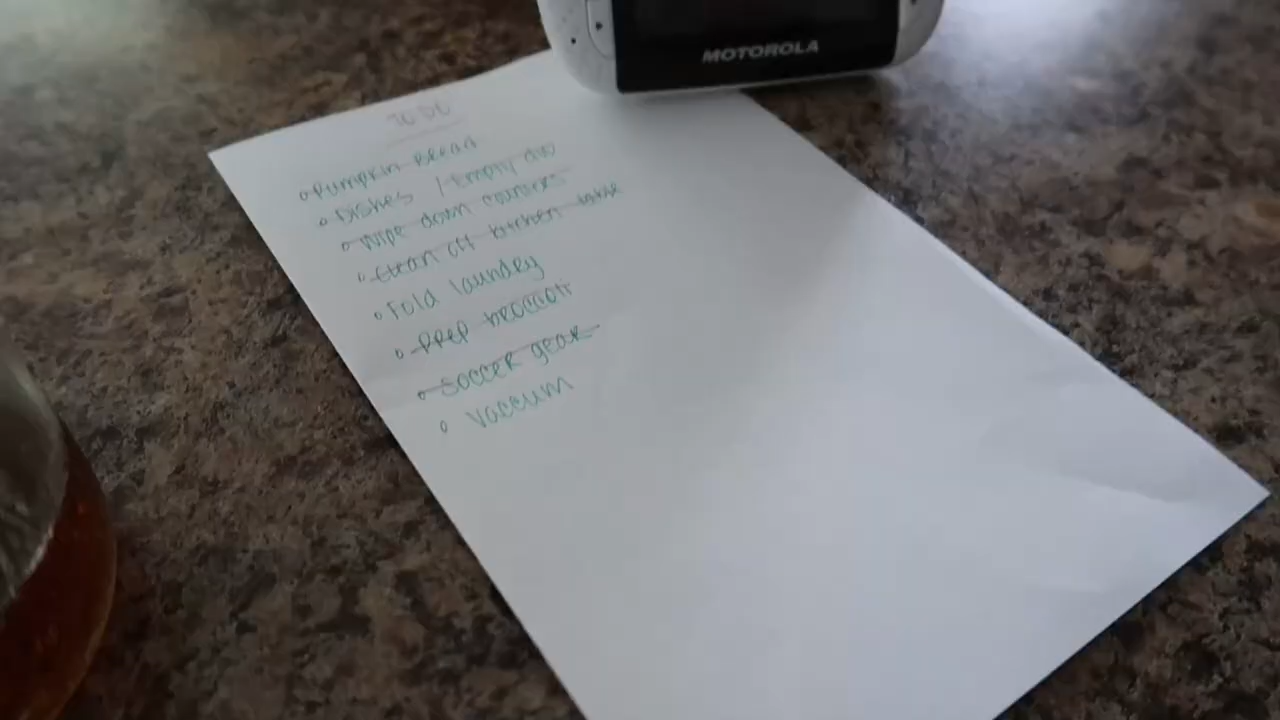 MOTOROLA
TO DO
Pumpkin Bread
Dishes / Empty dw
Wipe down counters
Clean off kitchen table
Fold laundry
Prep broccoli
Soccer gear
Vaccum